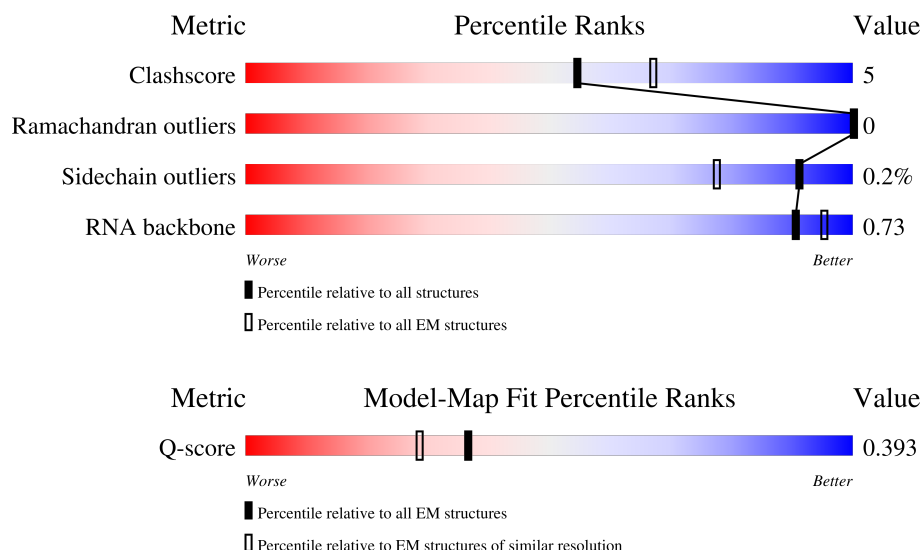 Metric Percentile Ranks Value
Clashscore 5
Ramachandran outliers 0
Sidechain outliers 0.2%
RNA backbone 0.73
Worse Better
Percentile relative to all structures
Percentile relative to all EM structures
Metric Model-Map Fit Percentile Ranks Value
Q-score 0.393
Worse Better
Percentile relative to all EM structures
Percentile relative to EM structures of similar resolution